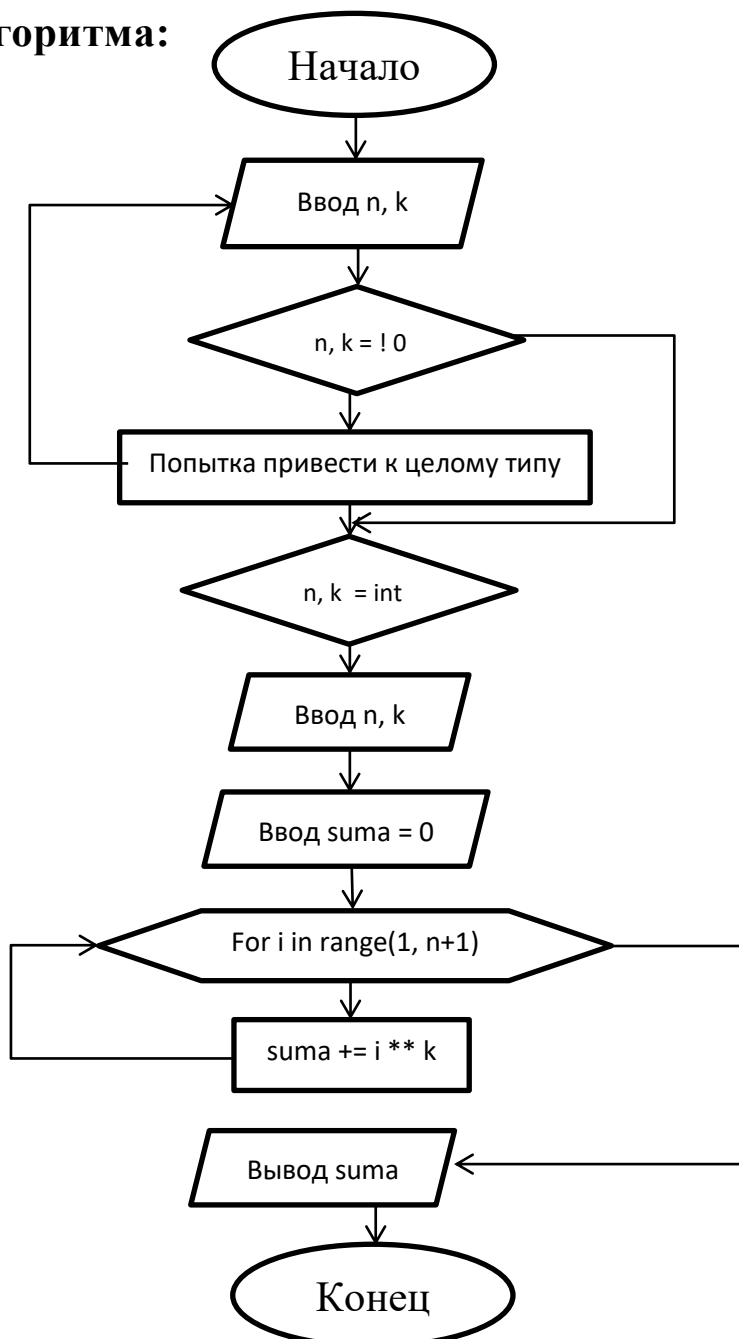 горитма:
Начало
Ввод n, k
n, k = ! 0
Попытка привести к целому типу
n, k = int
Ввод n, k
Ввод suma = 0
For i in range(1, n+1)
suma += i ** k
Вывод suma
Конец